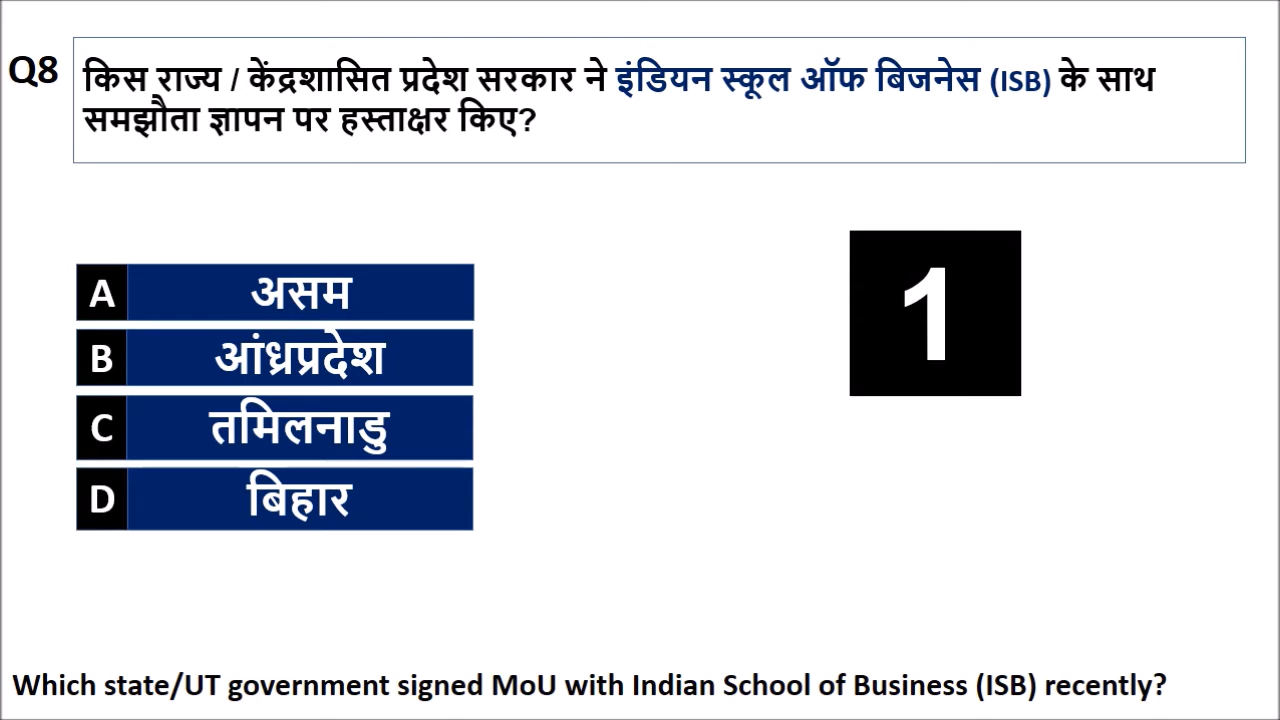 Q8
किस राज्य / केंद्रशासित प्रदेश सरकार ने इंडियन स्कूल ऑफ बिजनेस (ISB) के साथ
समझौता ज्ञापन पर हस्ताक्षर किए?
A असम
B आंध्रप्रदेश
C तमिलनाडु
D बिहार
1
Which state/UT government signed MoU with Indian School of Business (ISB) recently?